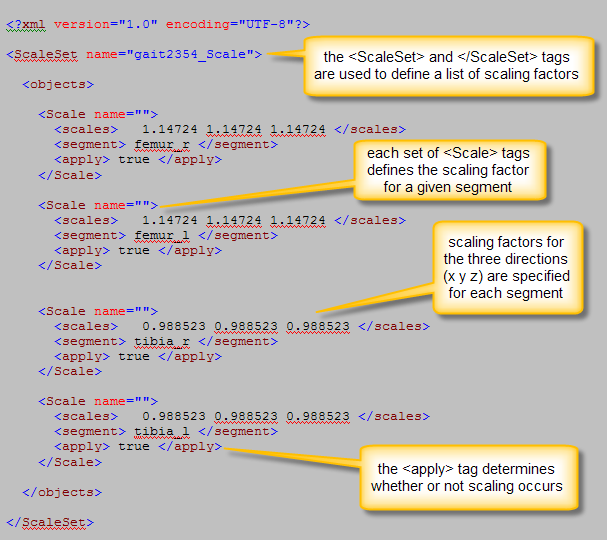 <?xml version="1.0" encoding="UTF-8"?>
<ScaleSet name="gait2354_Scale">
the <ScaleSet> and </ScaleSet> tags
are used to define a list of scaling factors
<objects>
<Scale name="">
<scales> 1.14724 1.14724 1.14724 </scales>
<segment> femur_r </segment>
<apply> true </apply>
</Scale>
each set of <Scale> tags
defines the scaling factor
for a given segment
<Scale name="">
<scales> 1.14724 1.14724 1.14724 </scales>
<segment> femur_l </segment>
<apply> true </apply>
</Scale>
scaling factors for
the three directions
(x y z) are specified
for each segment
<Scale name="">
<scales> 0.988523 0.988523 0.988523 </scales>
<segment> tibia_r </segment>
<apply> true </apply>
</Scale>
<Scale name="">
<scales> 0.988523 0.988523 0.988523 </scales>
<segment> tibia_l </segment>
<apply> true </apply>
</Scale>
the <apply> tag determines
whether or not scaling occurs
</objects>
</ScaleSet>